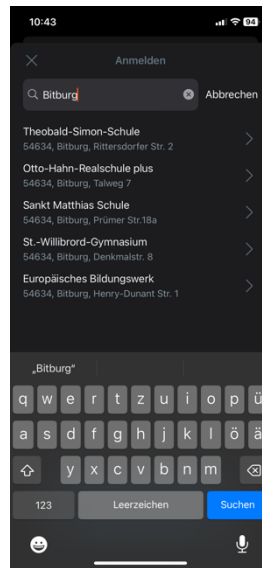 10:43
94
Anmelden
Bitburg
Abbrechen
Theobald-Simon-Schule
54634, Bitburg, Rittersdorfer Str. 2
Otto-Hahn-Realschule plus
54634, Bitburg, Talweg 7
Sankt Matthias Schule
54634, Bitburg, Prümer Str.18a
St.-Willibrord-Gymnasium
54634, Bitburg, Denkmalstr. 8
Europäisches Bildungswerk
54634, Bitburg, Henry-Dunant Str. 1
„Bitburg“
q w e r t z u i o p ü
a s d f g h j k l ö ä
y x c v b n m
123 Leerzeichen Suchen